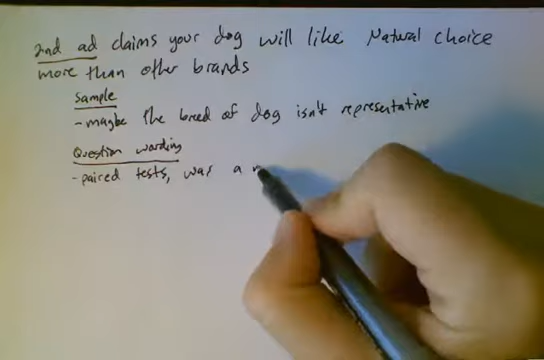 2nd ad claims your dog will like Natural Choice
more than other brands
Sample
- maybe the breed of dog isn't representative
Question wording
- paired tests, was a